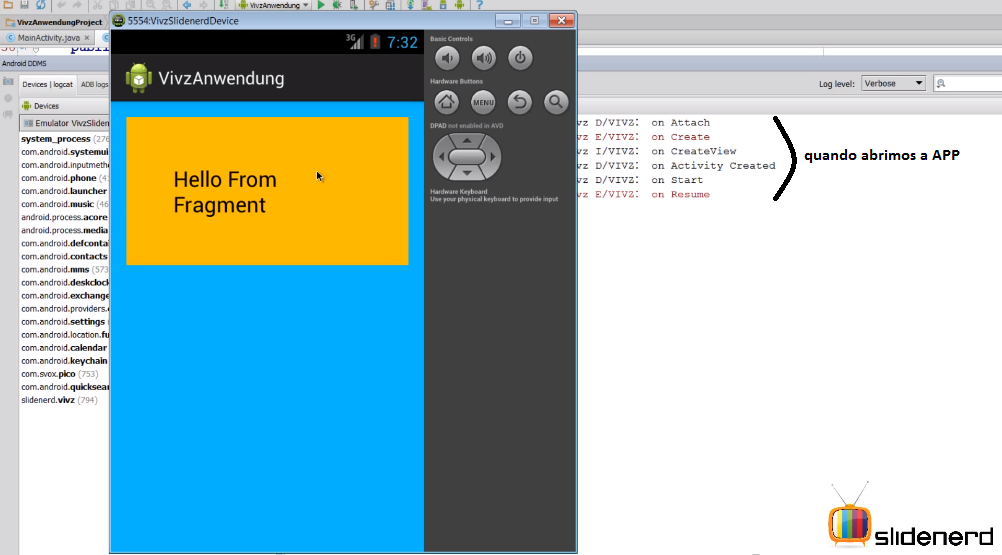 VivzAnwendung
VivzAnwendungProject
MainActivity.java
publi
Android DDMS
Devices | logcat
ADB logs
Log level:
Verbose
Devices
Emulator VivzSliden
system_process (276
com.android.systemui
com.android.inputmetho
com.android.phone (4
com.android.launcher
com.android.music (46
android.process.acore
android.process.media
com.android.defcontai
com.android.contacts
com.android.mms (573
com.android.deskclock
com.android.exchange
com.android.providers.c
com.android.settings (
com.android.location.fu
com.android.calendar
com.android.keychain
com.svox.pico (753)
com.android.quicksear
slidenerd.vivz (794)
5554:VivzSlidenerdDevice
3G
7:32
VivzAnwendung
Hello From
Fragment
Basic Controls
Hardware Buttons
MENU
DPAD not enabled in AVD
Hardware Keyboard
Use your physical keyboard to provide input
vz D/VIVZ: on Attach
vz E/VIVZ: on Create
vz I/VIVZ: on CreateView
vz D/VIVZ: on Activity Created
vz D/VIVZ: on Start
vz E/VIVZ: on Resume
quando abrimos a APP
slidenerd